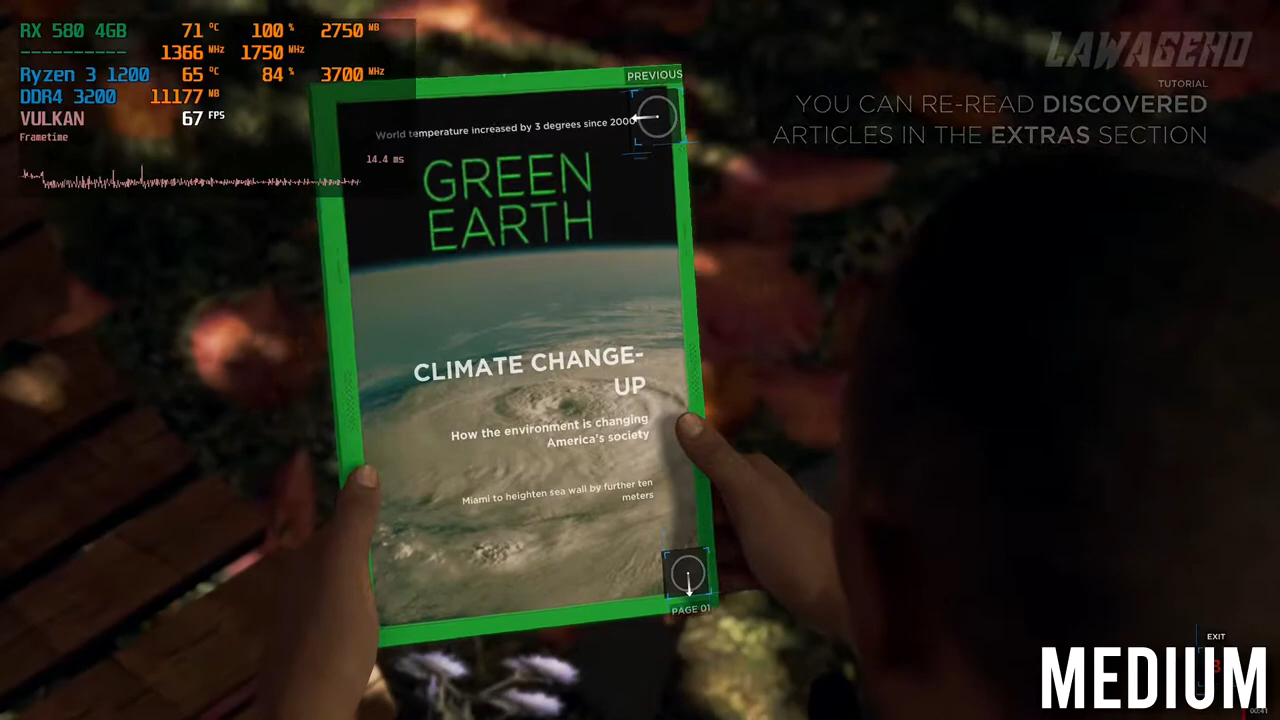 RX 580 4GB 71 °C 100 % 2750 MB
---------- 1366 MHz 1750 MHz
Ryzen 3 1200 65 °C 84 % 3700 MHz
DDR4 3200 11177 MB
VULKAN 67 FPS
Frametime
14.4 ms
LAWAGEHD
TUTORIAL
YOU CAN RE-READ DISCOVERED
ARTICLES IN THE EXTRAS SECTION
PREVIOUS
World temperature increased by 3 degrees since 2000
GREEN
EARTH
CLIMATE CHANGE-
UP
How the environment is changing
America's society
Miami to heighten sea wall by further ten
meters
PAGE 01
EXIT
MEDIUM
00:41